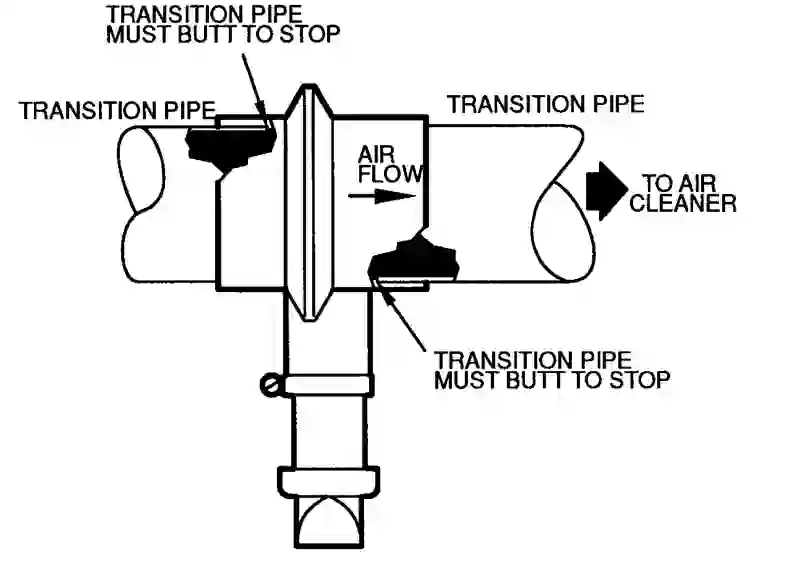 TRANSITION PIPE
MUST BUTT TO STOP
TRANSITION PIPE
TRANSITION PIPE
AIR
FLOW
TO AIR
CLEANER
TRANSITION PIPE
MUST BUTT TO STOP